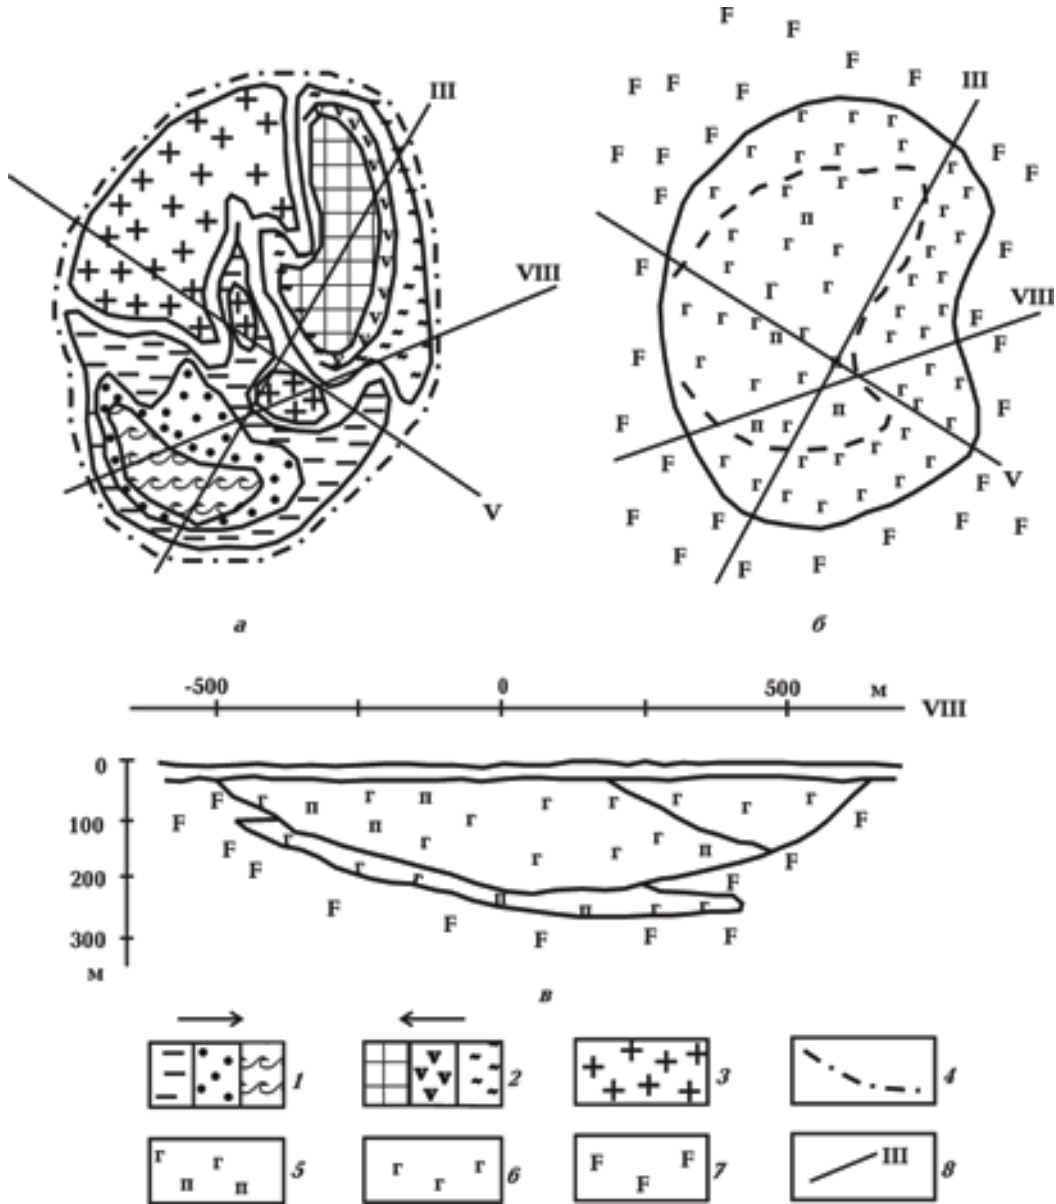 III
VIII
V
а
F F
F F F F F
III
г г г
F F г г г г F F
F г г г г г F
п г г
г г г г F
F г г г
г Г г г VIII
г г г г г г F F
п г г
F г г г г
г г г F
F п г п г г
г г V
F г г г г г F
г г г г
F F г F F
F F F F
б
-500 0 500 м
VIII
0
F г п г п г г г г г
100 F п г г F
F г г п F
200 F г г г г F
F п п г г
300 F F F F F
м
в
v v v 1 2 3 4
г г п п 5
г г г 6
F F F 7
III 8